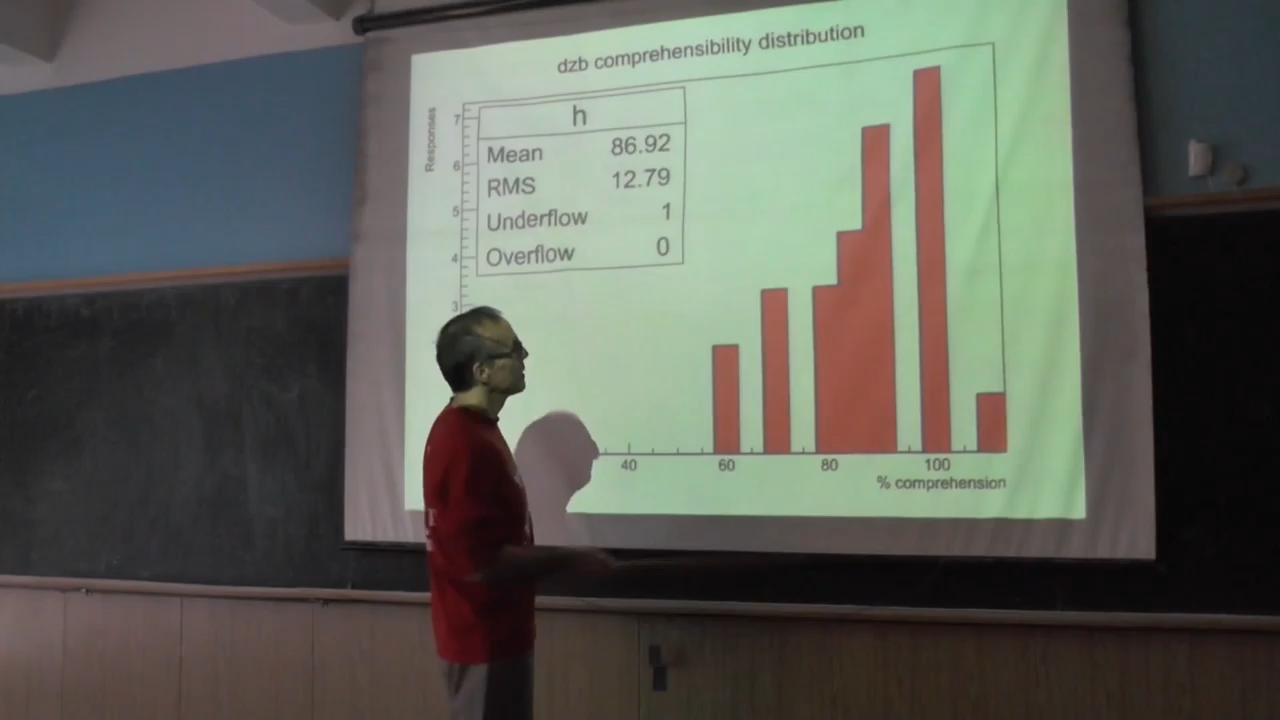 dzb comprehensibility distribution
Responses
h
Mean 86.92
RMS 12.79
Underflow 1
Overflow 0
7
6
5
4
3
40 60 80 100
% comprehension